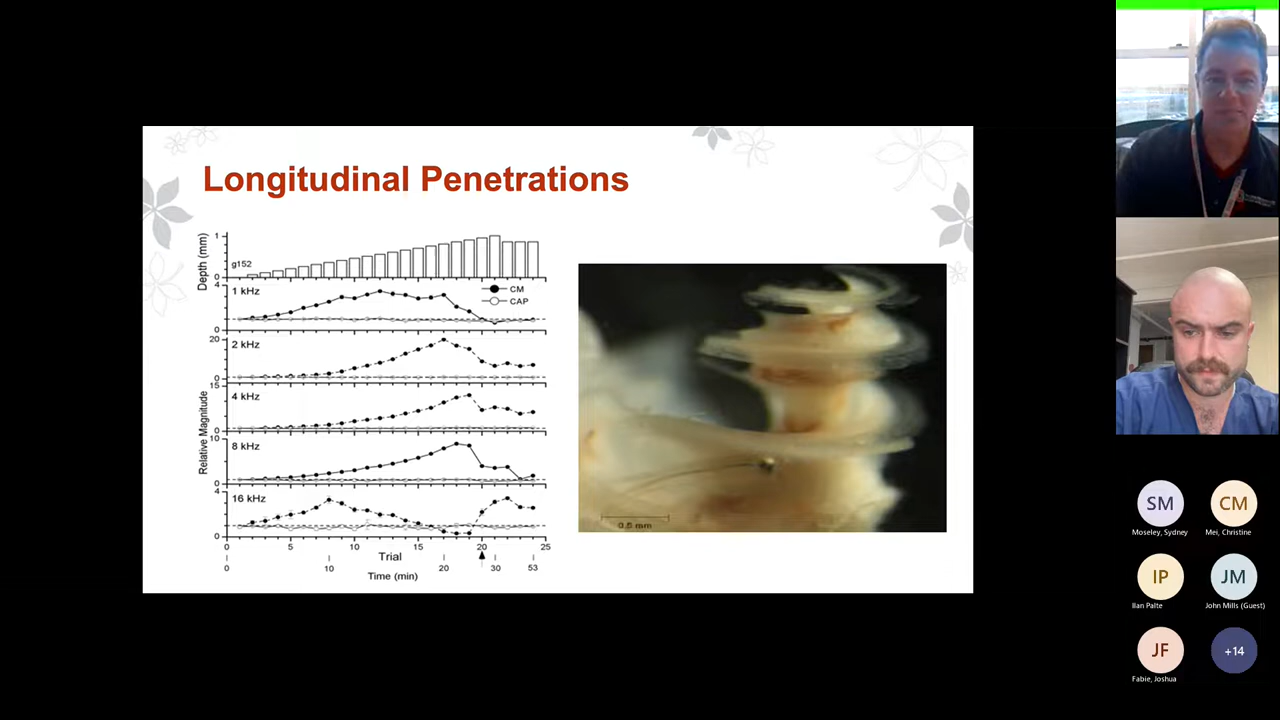 Longitudinal Penetrations
Depth (mm)
1
0
g152
CM
CAP
Relative Magnitude
4
1 kHz
0
20
2 kHz
0
15
4 kHz
10
8 kHz
0
4
16 kHz
0
0 5 10 15 20 25
Trial
0 10 20 30 53
Time (min)
0.5 mm
SM
Moseley, Sydney
CM
Mei, Christine
IP
Ilan Palte
JM
John Mills (Guest)
JF
Fabie, Joshua
+14